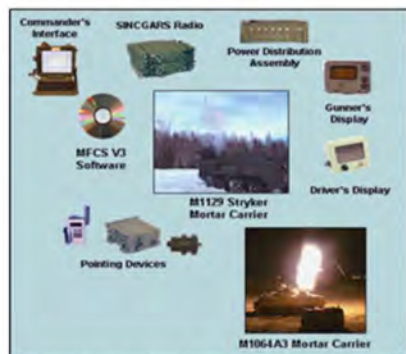 Commander's
Interface
SINCGARS Radio
Power Distribution
Assembly
Gunner's
Display
MFCS V3
Software
Driver's Display
M1129 Stryker
Mortar Carrier
Pointing Devices
M1064A3 Mortar Carrier